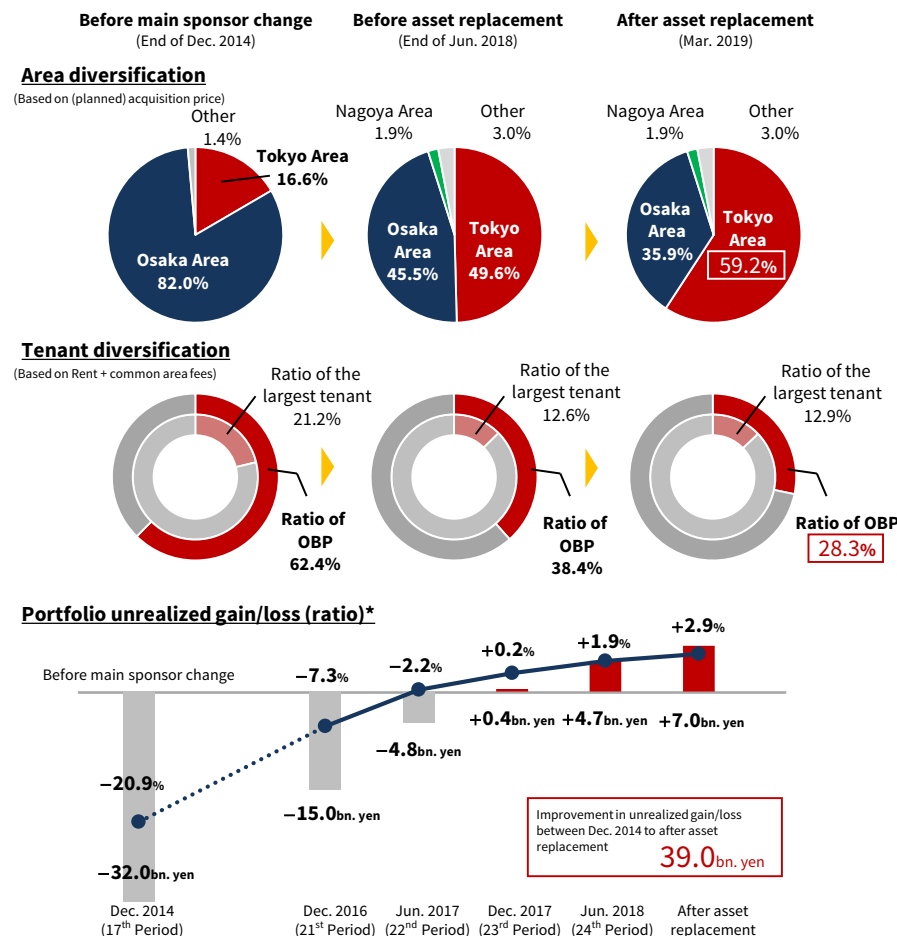 Before main sponsor change
(End of Dec. 2014)
Before asset replacement
(End of Jun. 2018)
After asset replacement
(Mar. 2019)
Area diversification
(Based on (planned) acquisition price)
Other
1.4%
Tokyo Area
16.6%
Osaka Area
82.0%
Nagoya Area
1.9%
Other
3.0%
Osaka
Area
45.5%
Tokyo
Area
49.6%
Nagoya Area
1.9%
Other
3.0%
Osaka
Area
35.9%
Tokyo
Area
59.2%
Tenant diversification
(Based on Rent + common area fees)
Ratio of the
largest tenant
21.2%
Ratio of
OBP
62.4%
Ratio of the
largest tenant
12.6%
Ratio of
OBP
38.4%
Ratio of the
largest tenant
12.9%
Ratio of OBP
28.3%
Portfolio unrealized gain/loss (ratio)*
Before main sponsor change
−20.9%
−7.3%
−2.2%
+0.2%
+1.9%
+2.9%
−32.0bn. yen
−15.0bn. yen
−4.8bn. yen
+0.4bn. yen
+4.7bn. yen
+7.0bn. yen
Improvement in unrealized gain/loss
between Dec. 2014 to after asset
replacement
39.0bn. yen
Dec. 2014
(17th Period)
Dec. 2016
(21st Period)
Jun. 2017
(22nd Period)
Dec. 2017
(23rd Period)
Jun. 2018
(24th Period)
After asset
replacement